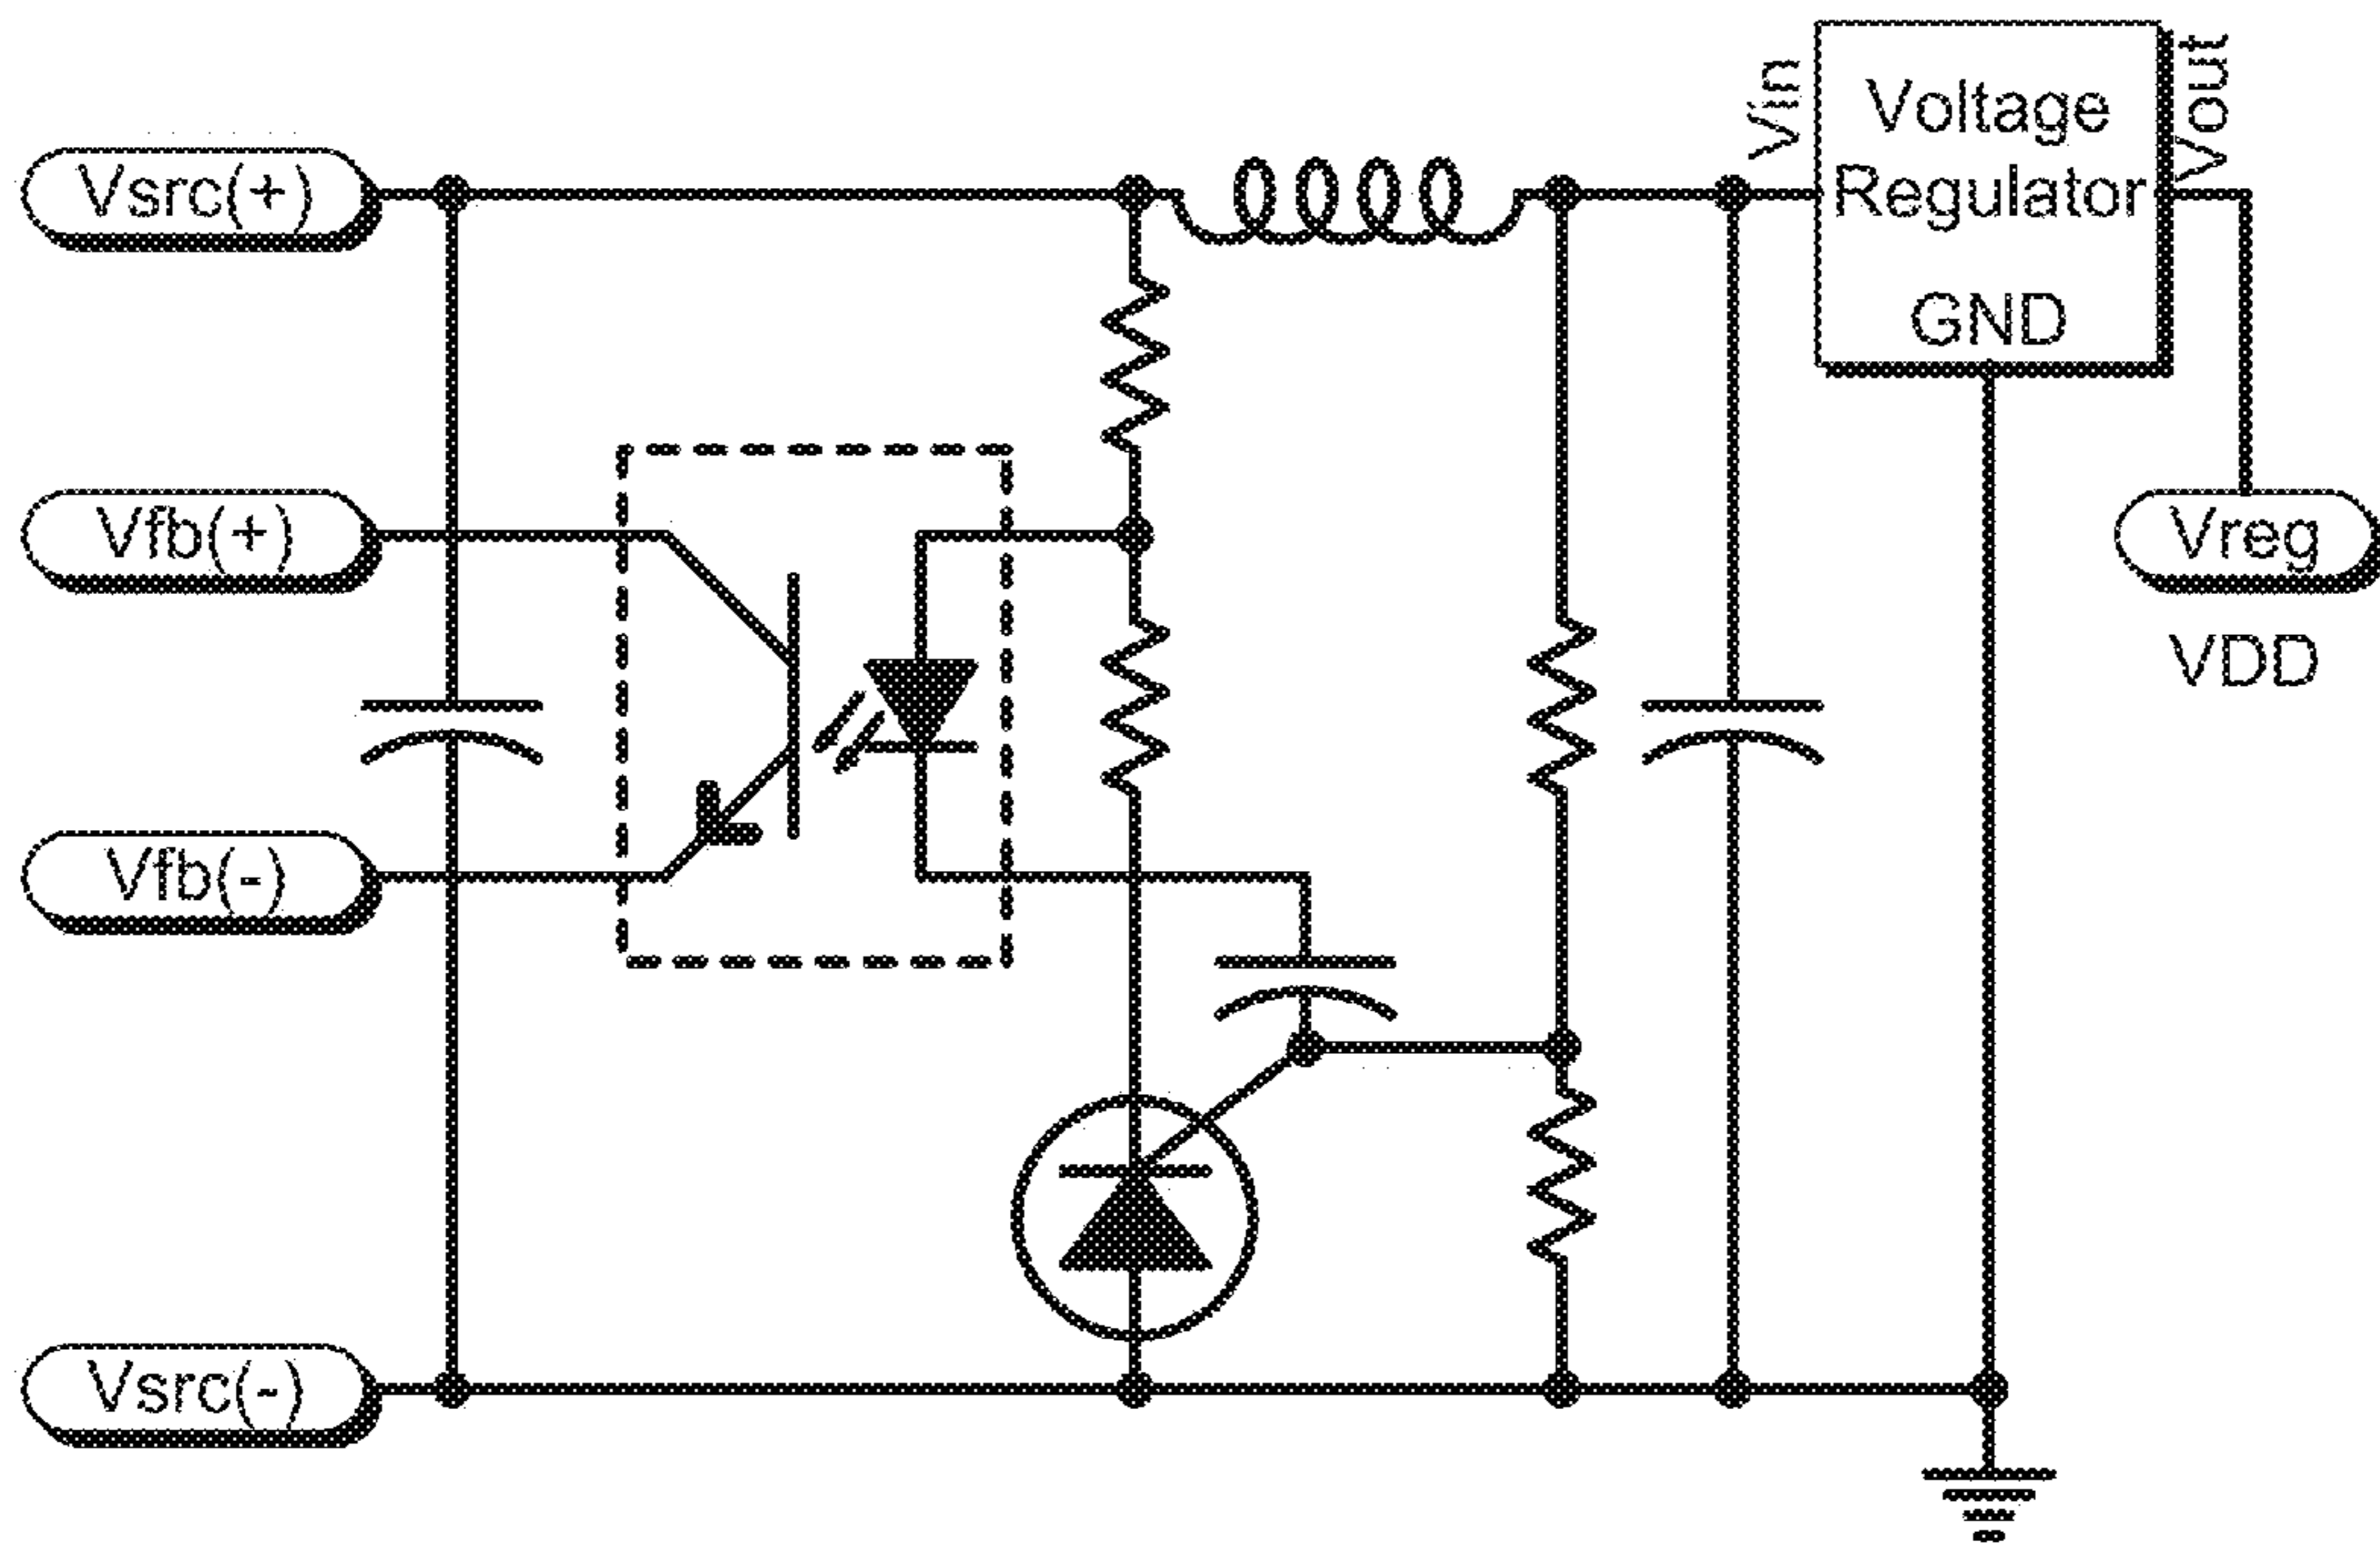 Vin
Voltage
Regulator
GND
Vout
Vsrc(+)
Vfb(+)
Vreg
VDD
Vfb(-)
Vsrc(-)